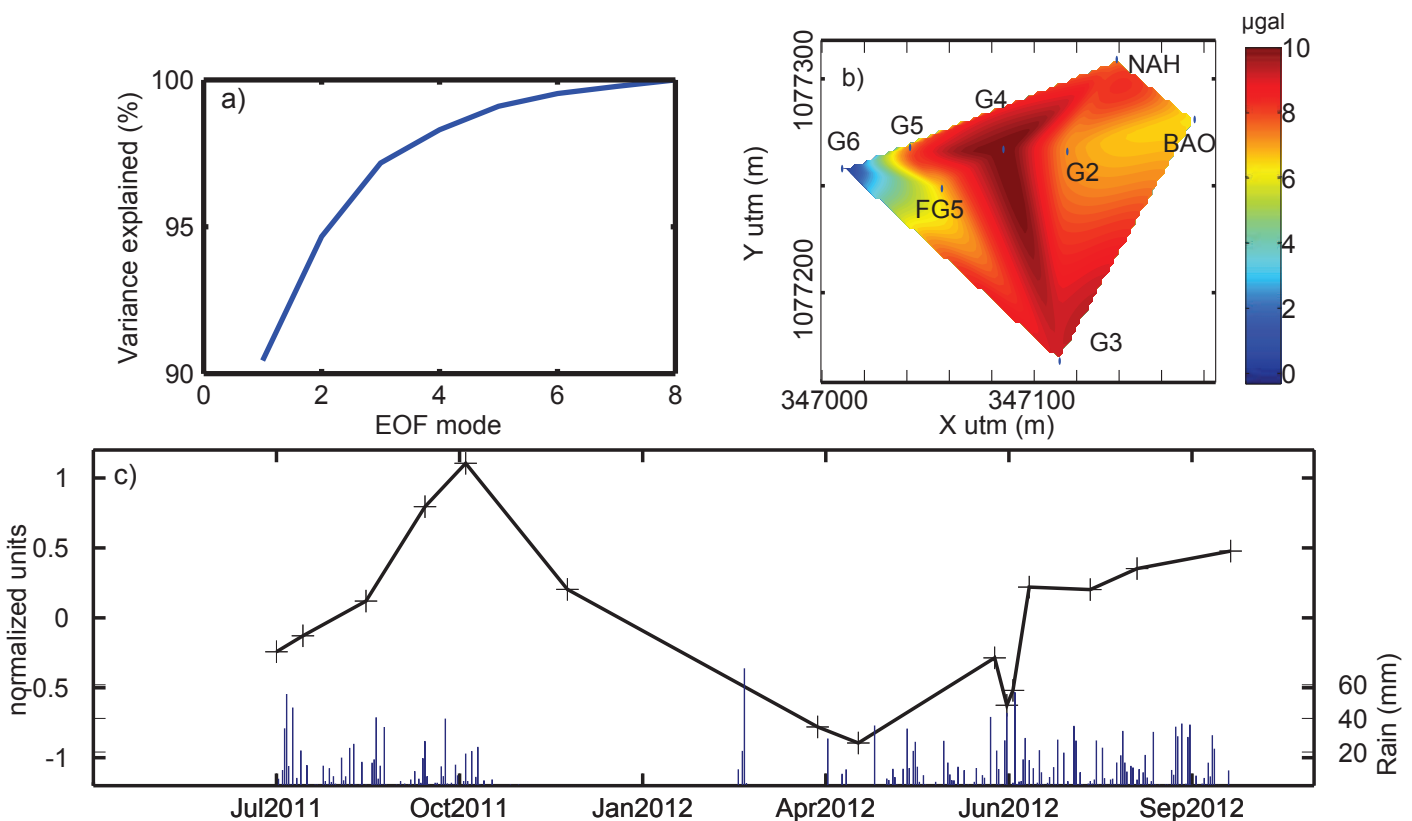 a)
Variance explained (%)
100
95
90
0 2 4 6 8
EOF mode
b)
Y utm (m)
1077300
1077200
NAH
G4
G5
G6
BAO
G2
FG5
G3
347000 347100
X utm (m)
µgal
10
8
6
4
2
0
c)
normalized units
1
0.5
0
-0.5
-1
Rain (mm)
60
40
20
Jul2011 Oct2011 Jan2012 Apr2012 Jun2012 Sep2012